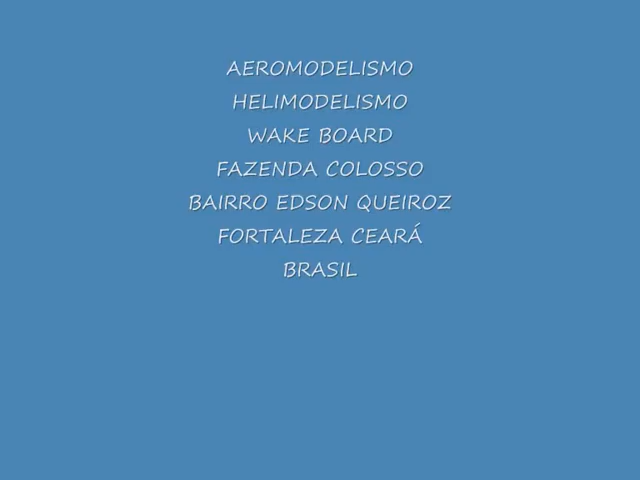 AEROMODELISMO
HELIMODELISMO
WAKE BOARD
FAZENDA COLOSSO
BAIRRO EDSON QUEIROZ
FORTALEZA CEARÁ
BRASIL